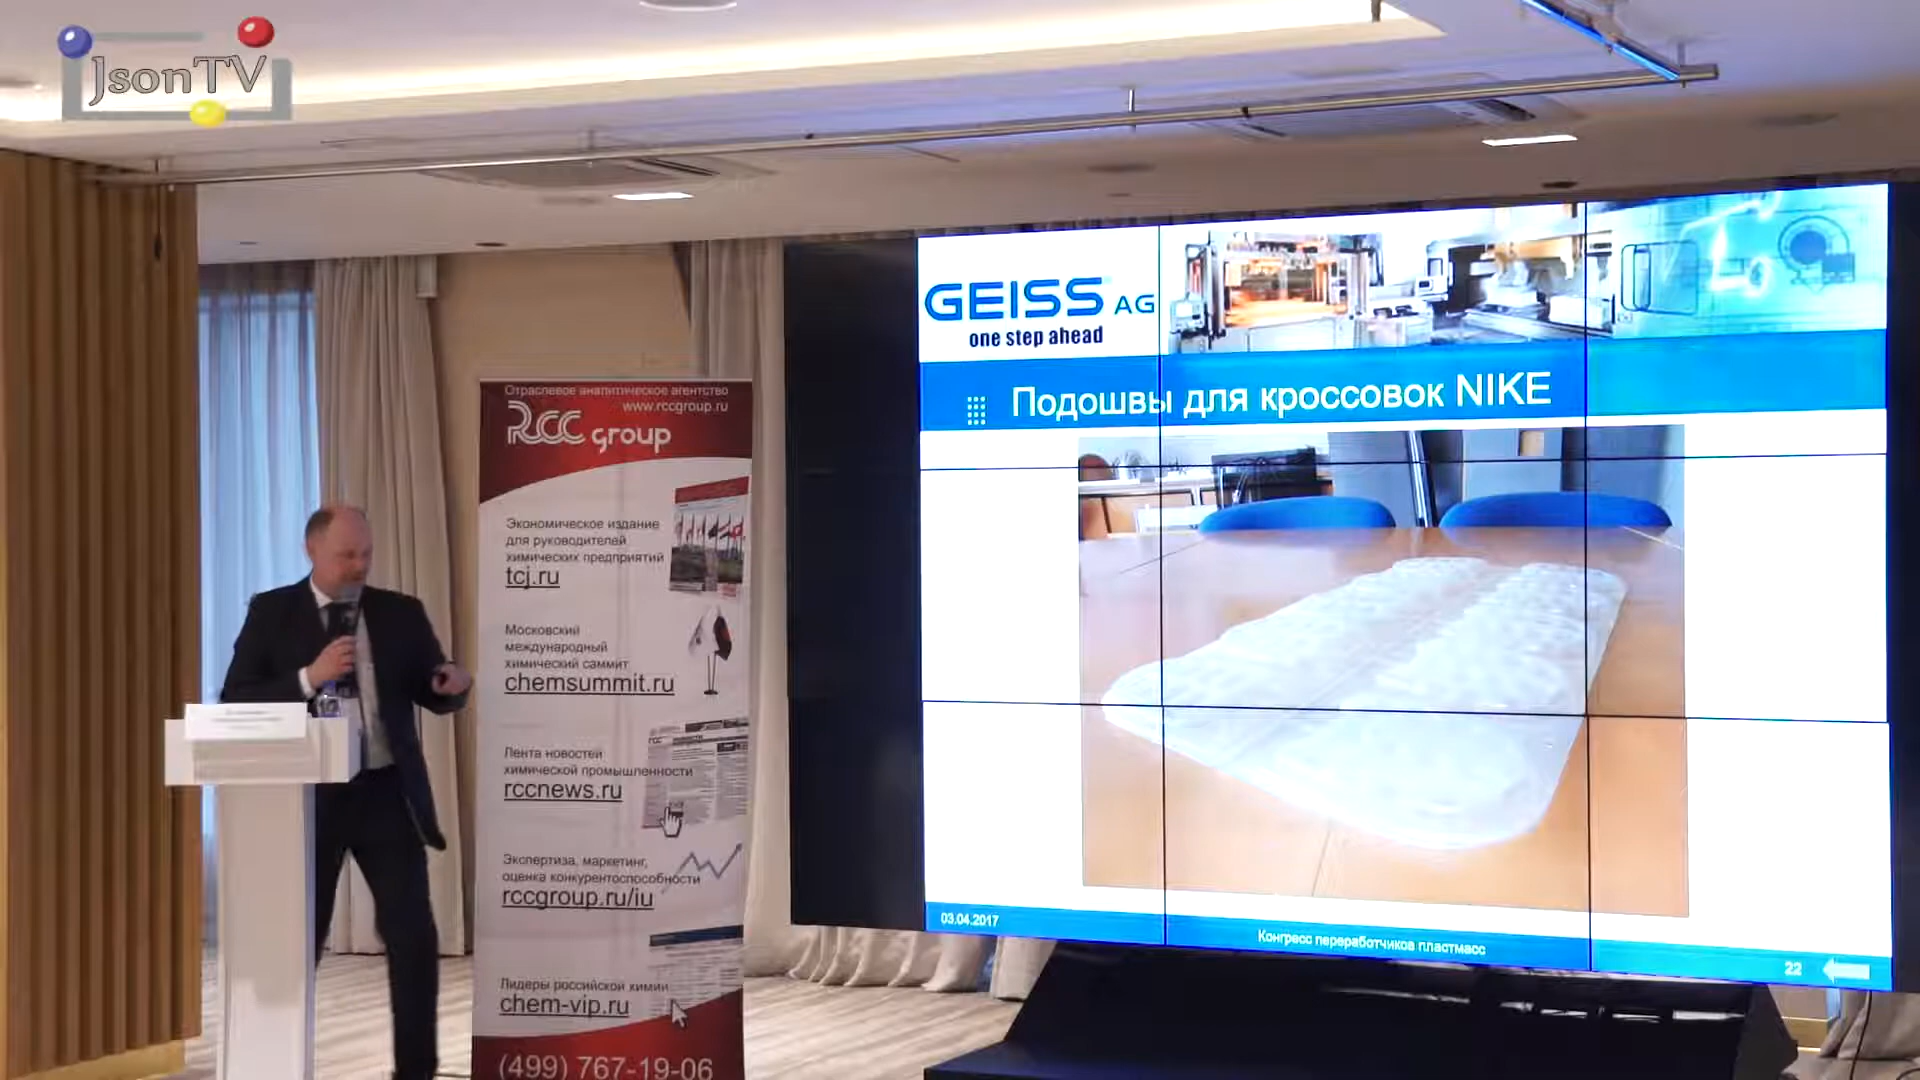 JsonTV
Отраслевое аналитическое агентство
www.rccgroup.ru
RCC group
Экономическое издание
для руководителей
химических предприятий
tcj.ru
Московский
международный
химический саммит
chemsummit.ru
Лента новостей
химической промышленности
rccnews.ru
Экспертиза, маркетинг,
оценка конкурентоспособности
rccgroup.ru/iu
Лидеры российской химии
chem-vip.ru
(499) 767-19-06
GEISS AG
one step ahead
Подошвы для кроссовок NIKE
03.04.2017
Конгресс переработчиков пластмасс
22